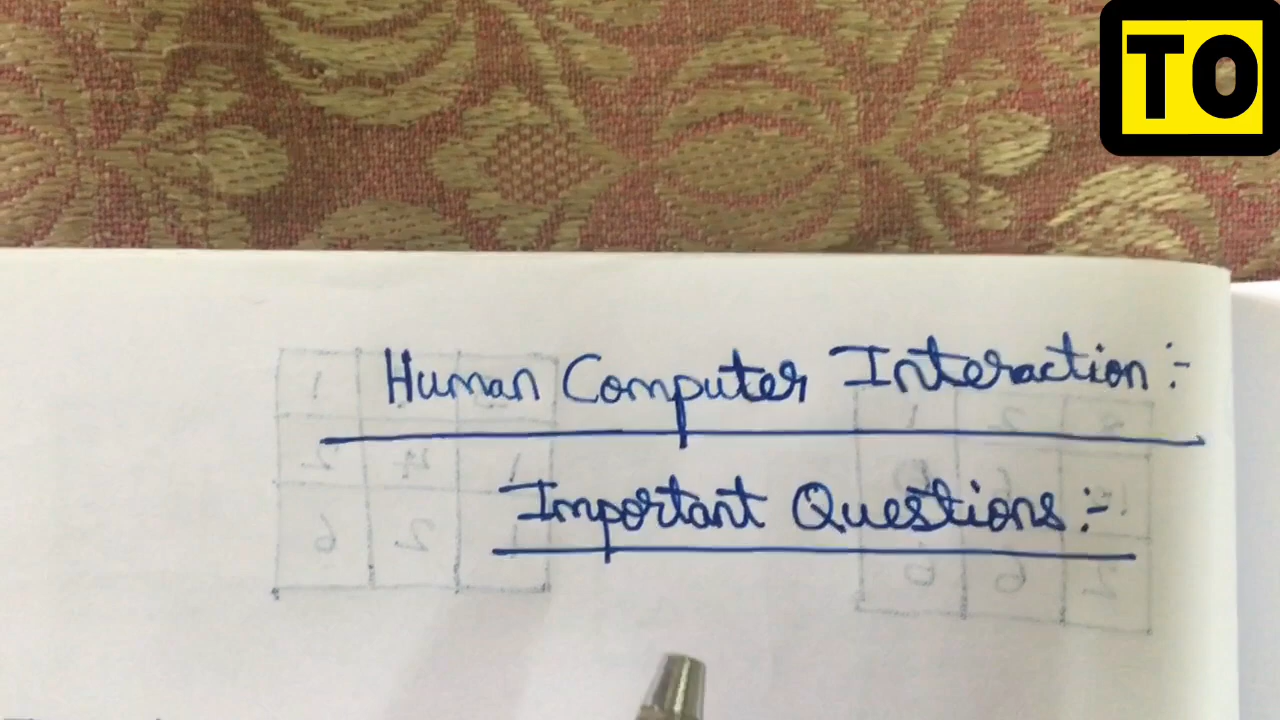 TO
Human Computer Interaction :-
Important Questions :-